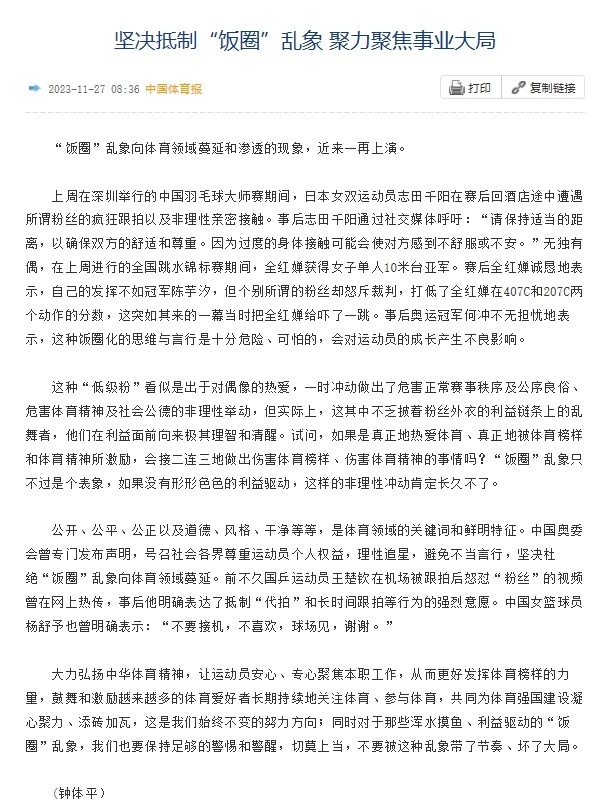 坚决抵制“饭圈”乱象 聚力聚焦事业大局
2023-11-27 08:36 中国体育报
打印
复制链接
“饭圈”乱象向体育领域蔓延和渗透的现象，近来一再上演。
上周在深圳举行的中国羽毛球大师赛期间，日本女双运动员志田千阳在赛后回酒店途中遭遇
所谓粉丝的疯狂跟拍以及非理性亲密接触。事后志田千阳通过社交媒体呼吁：“请保持适当的距
离，以确保双方的舒适和尊重。因为过度的身体接触可能会使对方感到不舒服或不安。”无独有
偶，在上周进行的全国跳水锦标赛期间，全红婵获得女子单人10米台亚军。赛后全红婵诚恳地表
示，自己的发挥不如冠军陈芋汐，但个别所谓的粉丝却怒斥裁判，打低了全红婵在407C和207C两
个动作的分数，这突如其来的一幕当时把全红婵给吓了一跳。事后奥运冠军何冲不无担忧地表
示，这种饭圈化的思维与言行是十分危险、可怕的，会对运动员的成长产生不良影响。
这种“低级粉”看似是出于对偶像的热爱，一时冲动做出了危害正常赛事秩序及公序良俗、
危害体育精神及社会公德的非理性举动，但实际上，这其中不乏披着粉丝外衣的利益链条上的乱
舞者，他们在利益面前向来极其理智和清醒。试问，如果是真正地热爱体育、真正地被体育榜样
和体育精神所激励，会接二连三地做出伤害体育榜样、伤害体育精神的事情吗？“饭圈”乱象只
不过是个表象，如果没有形形色色的利益驱动，这样的非理性冲动肯定长久不了。
公开、公平、公正以及道德、风格、干净等等，是体育领域的关键词和鲜明特征。中国奥委
会曾专门发布声明，号召社会各界尊重运动员个人权益，理性追星，避免不当言行，坚决杜
绝“饭圈”乱象向体育领域蔓延。前不久国乒运动员王楚钦在机场被跟拍后怒怼“粉丝”的视频
曾在网上热传，事后他明确表达了抵制“代拍”和长时间跟拍等行为的强烈意愿。中国女篮球员
杨舒予也曾明确表示：“不要接机，不喜欢，球场见，谢谢。”
大力弘扬中华体育精神，让运动员安心、专心聚焦本职工作，从而更好发挥体育榜样的力
量，鼓舞和激励越来越多的体育爱好者长期持续地关注体育、参与体育，共同为体育强国建设凝
心聚力、添砖加瓦，这是我们始终不变的努力方向；同时对于那些浑水摸鱼、利益驱动的“饭
圈”乱象，我们也要保持足够的警惕和警醒，切莫上当，不要被这种乱象带了节奏、坏了大局。
（钟体平）